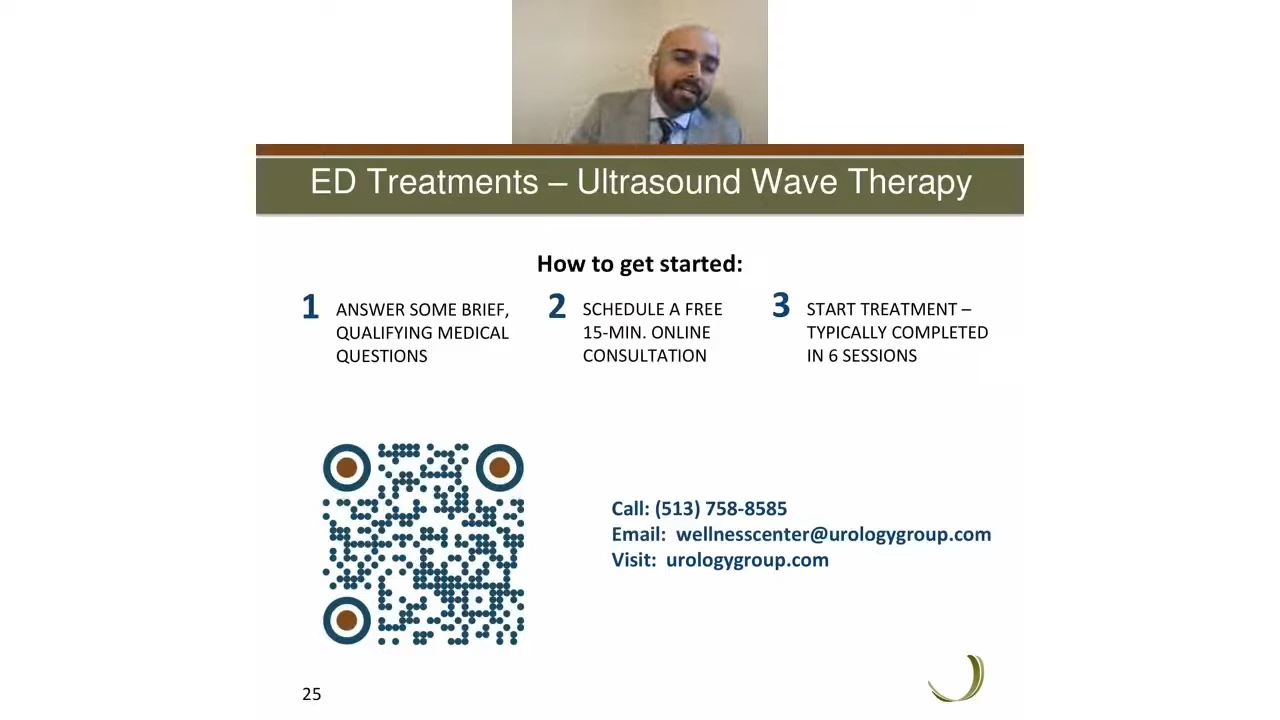 ED Treatments – Ultrasound Wave Therapy
How to get started:
1 ANSWER SOME BRIEF,
QUALIFYING MEDICAL
QUESTIONS
2 SCHEDULE A FREE
15-MIN. ONLINE
CONSULTATION
3 START TREATMENT –
TYPICALLY COMPLETED
IN 6 SESSIONS
Call: (513) 758-8585
Email: wellnesscenter@urologygroup.com
Visit: urologygroup.com
25